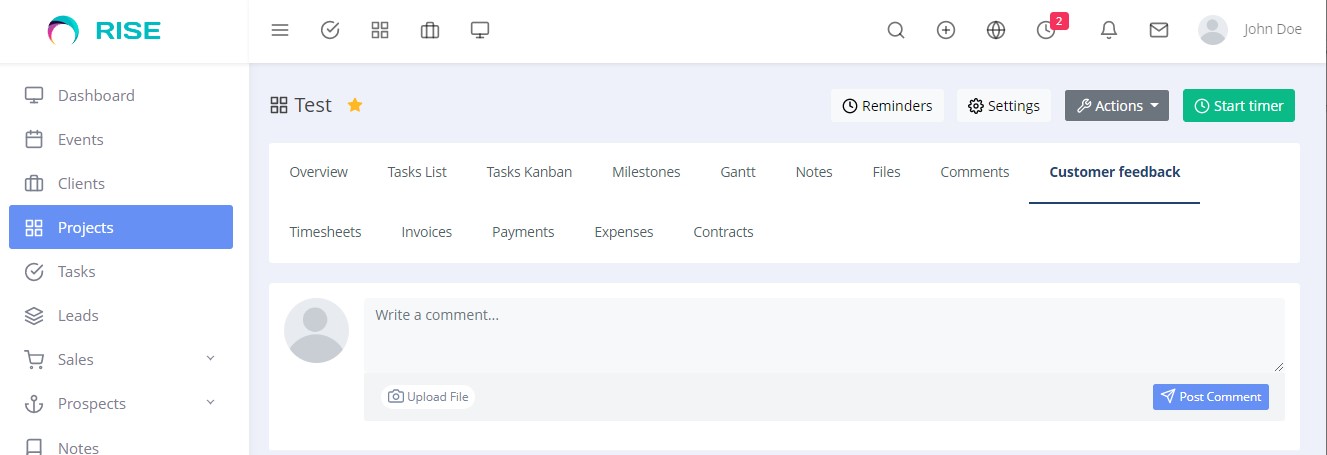 RISE
2
John Doe
Dashboard
Events
Clients
Projects
Tasks
Leads
Sales
Prospects
Notes
Test
Reminders
Settings
Actions
Start timer
Overview
Tasks List
Tasks Kanban
Milestones
Gantt
Notes
Files
Comments
Customer feedback
Timesheets
Invoices
Payments
Expenses
Contracts
Write a comment...
Upload File
Post Comment